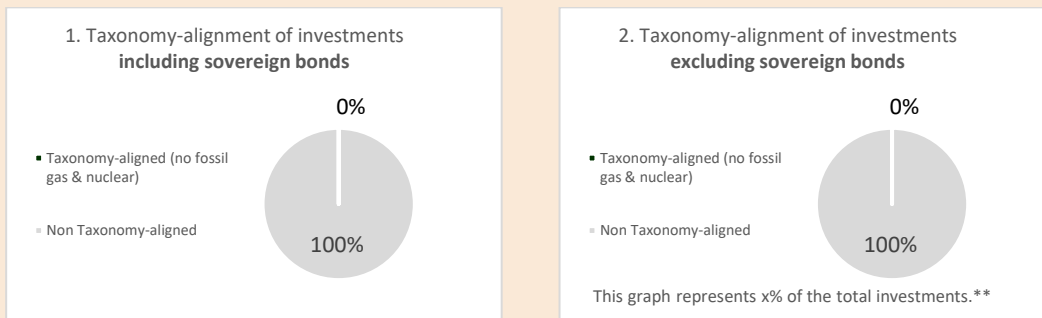 1. Taxonomy-alignment of investments
including sovereign bonds
0%
Taxonomy-aligned (no fossil
gas & nuclear)
Non Taxonomy-aligned
100%
2. Taxonomy-alignment of investments
excluding sovereign bonds
0%
Taxonomy-aligned (no fossil
gas & nuclear)
Non Taxonomy-aligned
100%
This graph represents x% of the total investments.**